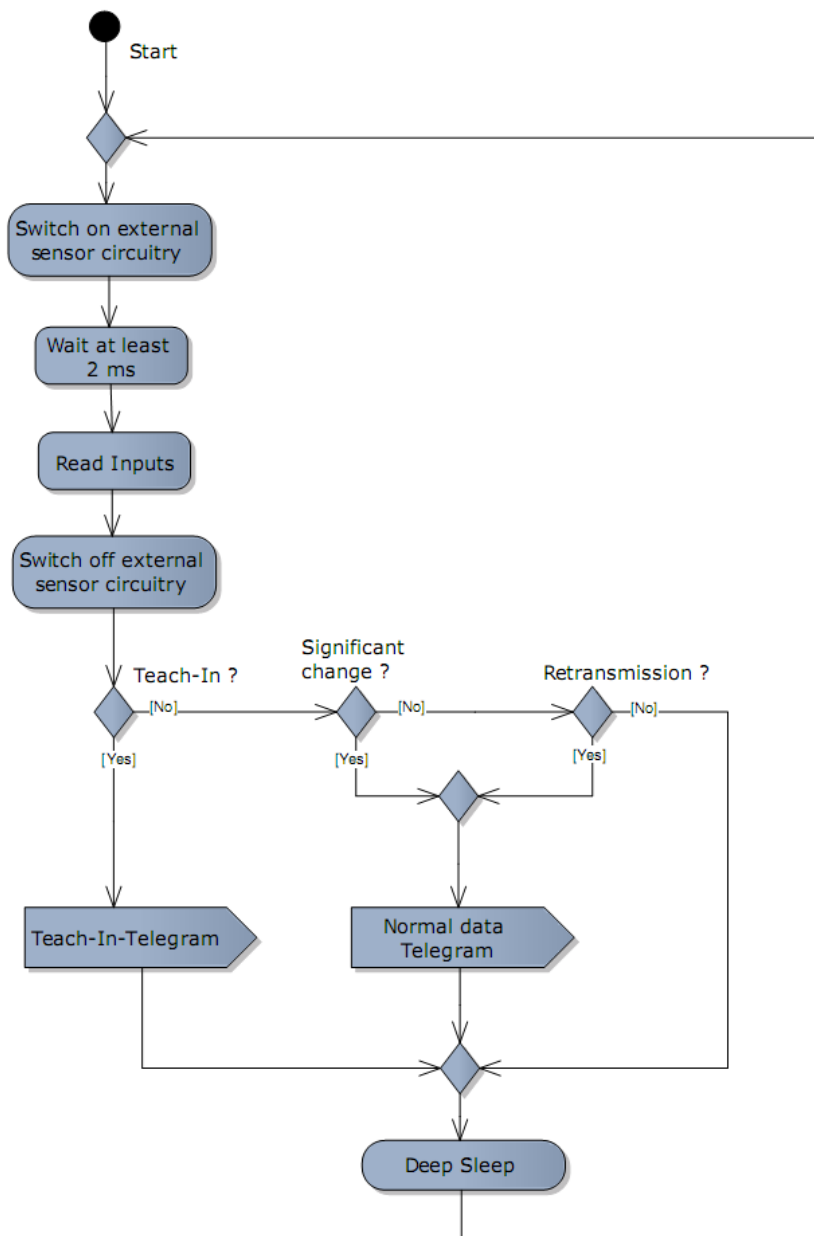 Start
Switch on external
sensor circuitry
Wait at least
2 ms
Read Inputs
Switch off external
sensor circuitry
Teach-In ?
Significant
change ?
Retransmission ?
[No]
[No]
[No]
[Yes]
[Yes]
[Yes]
Teach-In-Telegram
Normal data
Telegram
Deep Sleep